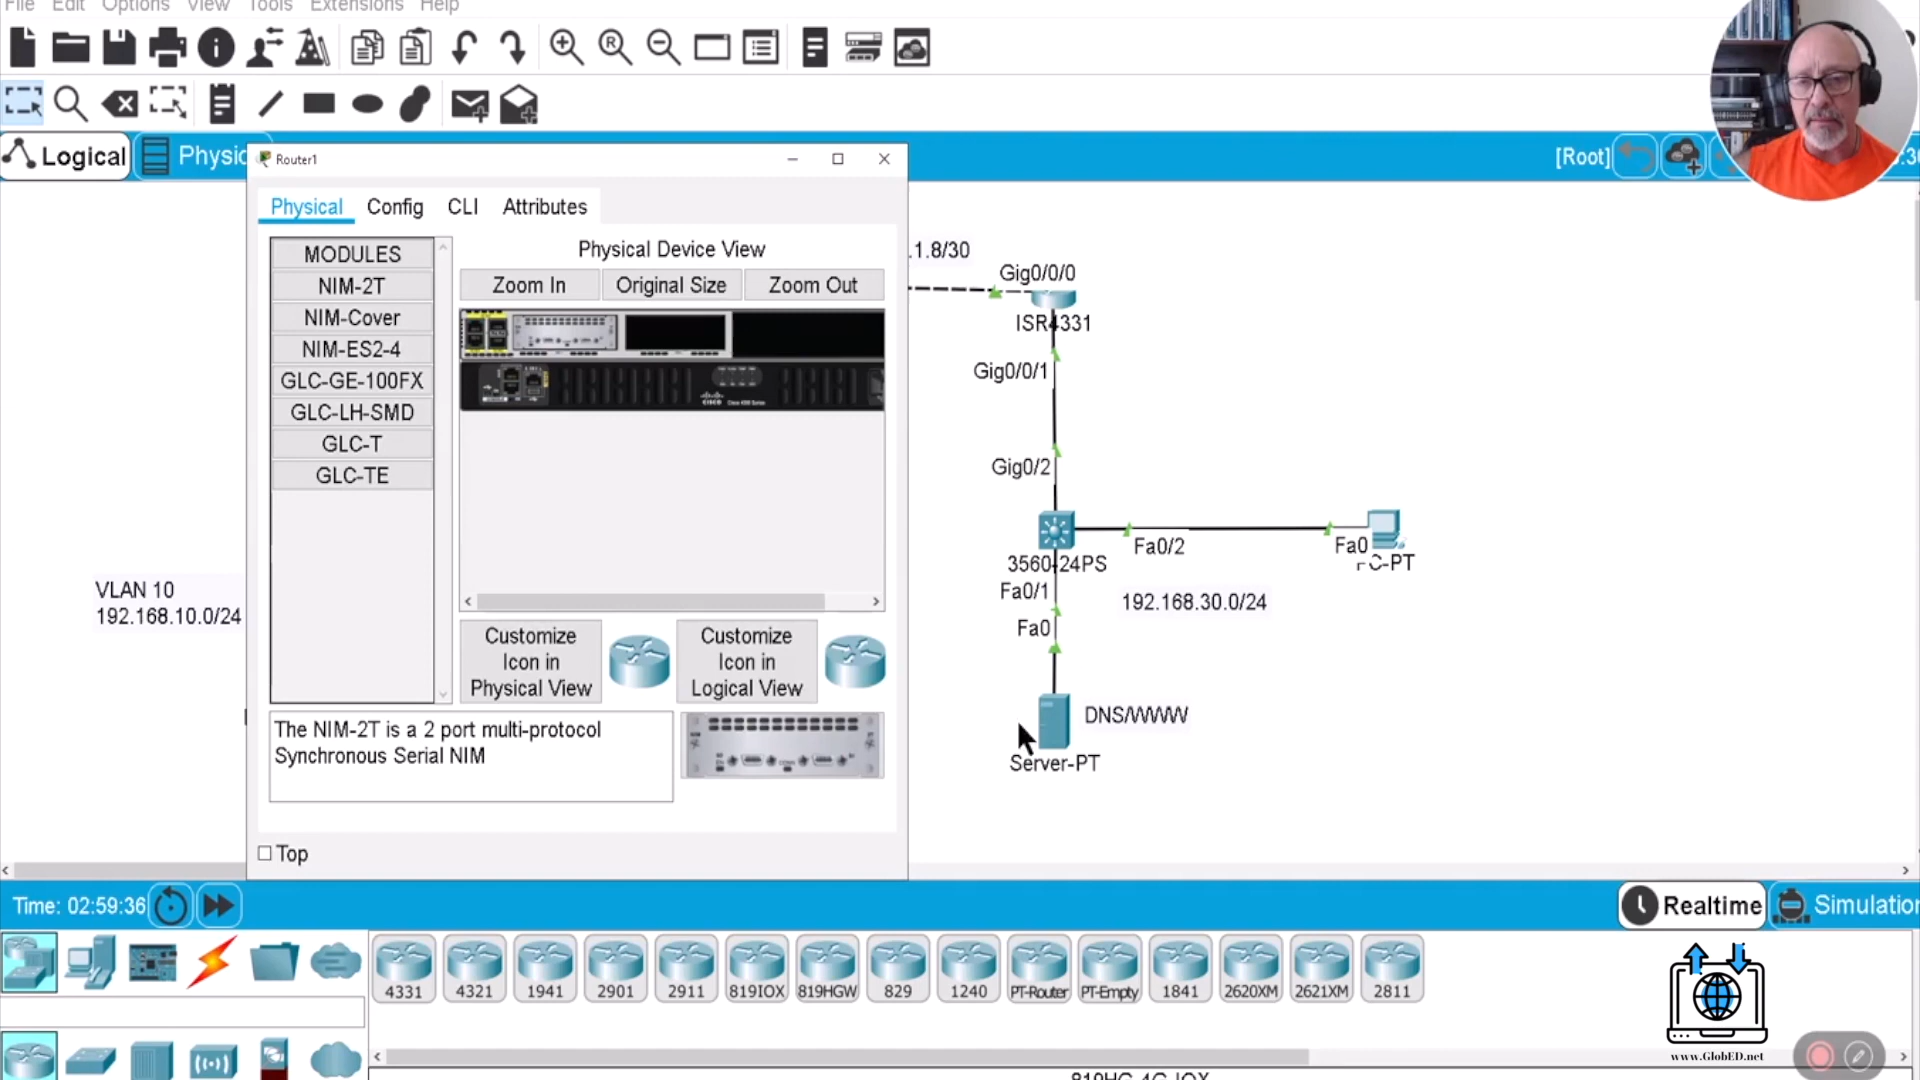 File Edit Options View Tools Extensions Help
Logical
Router1
[Root]
Physical Config CLI Attributes
MODULES
NIM-2T
NIM-Cover
NIM-ES2-4
GLC-GE-100FX
GLC-LH-SMD
GLC-T
GLC-TE
Physical Device View
Zoom In Original Size Zoom Out
CISCO
Customize
Icon in
Physical View
Customize
Icon in
Logical View
The NIM-2T is a 2 port multi-protocol
Synchronous Serial NIM
Top
VLAN 10
192.168.10.0/24
.1.8/30
Gig0/0/0
ISR4331
Gig0/0/1
Gig0/2
3560-24PS
Fa0/2
Fa0
PC-PT
Fa0/1
192.168.30.0/24
Fa0
DNS/WWW
Server-PT
Time: 02:59:36
Realtime
Simulation
4331 4321 1941 2901 2911 819IOX 819HGW 829 1240 PT-Router PT-Empty 1841 2620XM 2621XM 2811
www.GlobED.net
819HG-4G-IOX